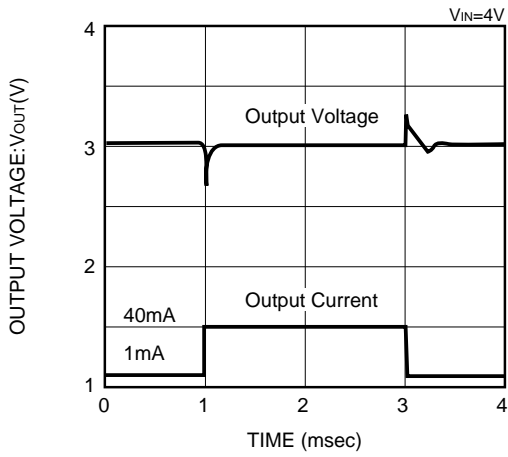 VIN=4V
4
Output Voltage
3
OUTPUT VOLTAGE:VOUT(V)
2
Output Current
40mA
1mA
1
0 1 2 3 4
TIME (msec)